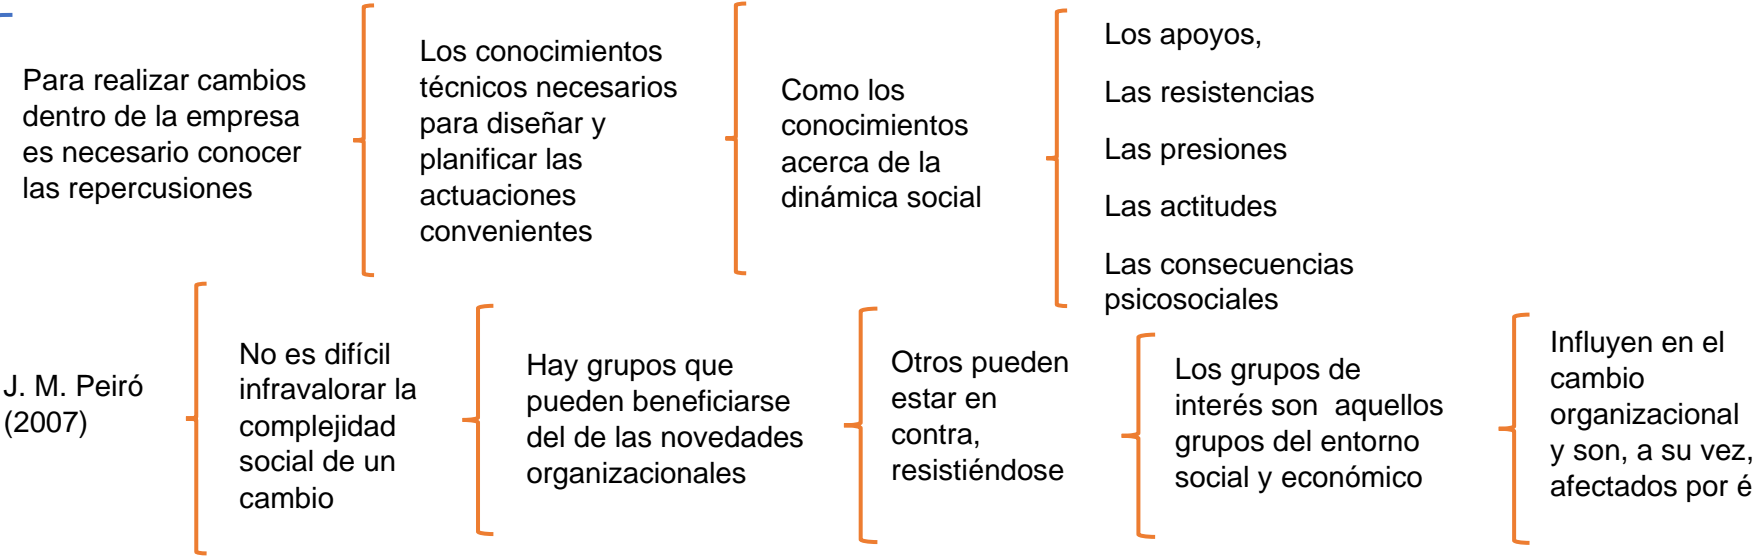 Para realizar cambios
dentro de la empresa
es necesario conocer
las repercusiones
Los conocimientos
técnicos necesarios
para diseñar y
planificar las
actuaciones
convenientes
Como los
conocimientos
acerca de la
dinámica social
Los apoyos,
Las resistencias
Las presiones
Las actitudes
Las consecuencias
psicosociales
J. M. Peiró
(2007)
No es difícil
infravalorar la
complejidad
social de un
cambio
Hay grupos que
pueden beneficiarse
del de las novedades
organizacionales
Otros pueden
estar en
contra,
resistiéndose
Los grupos de
interés son aquellos
grupos del entorno
social y económico
Influyen en el
cambio
organizacional
y son, a su vez,
afectados por é